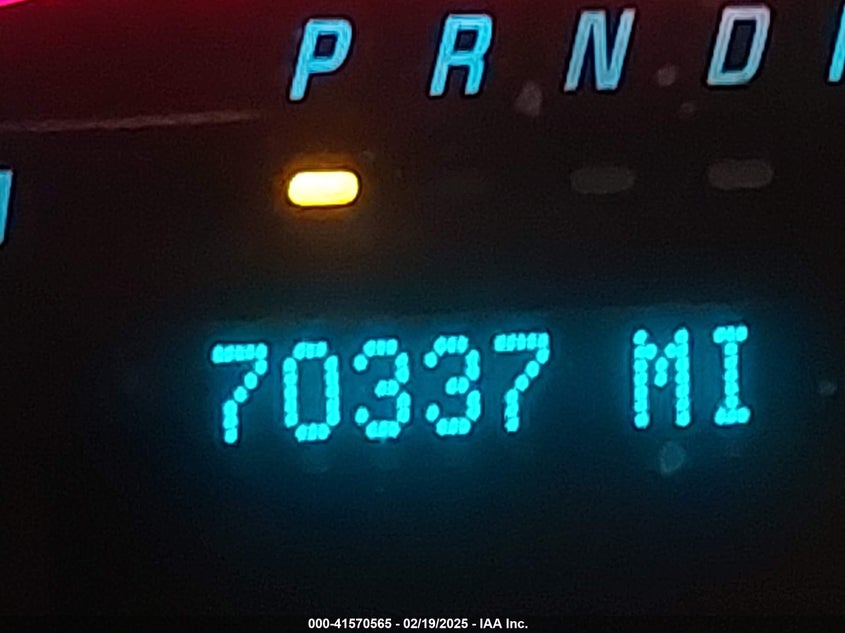 P R N D
70337 MI
000-41570565 - 02/19/2025 - IAA Inc.